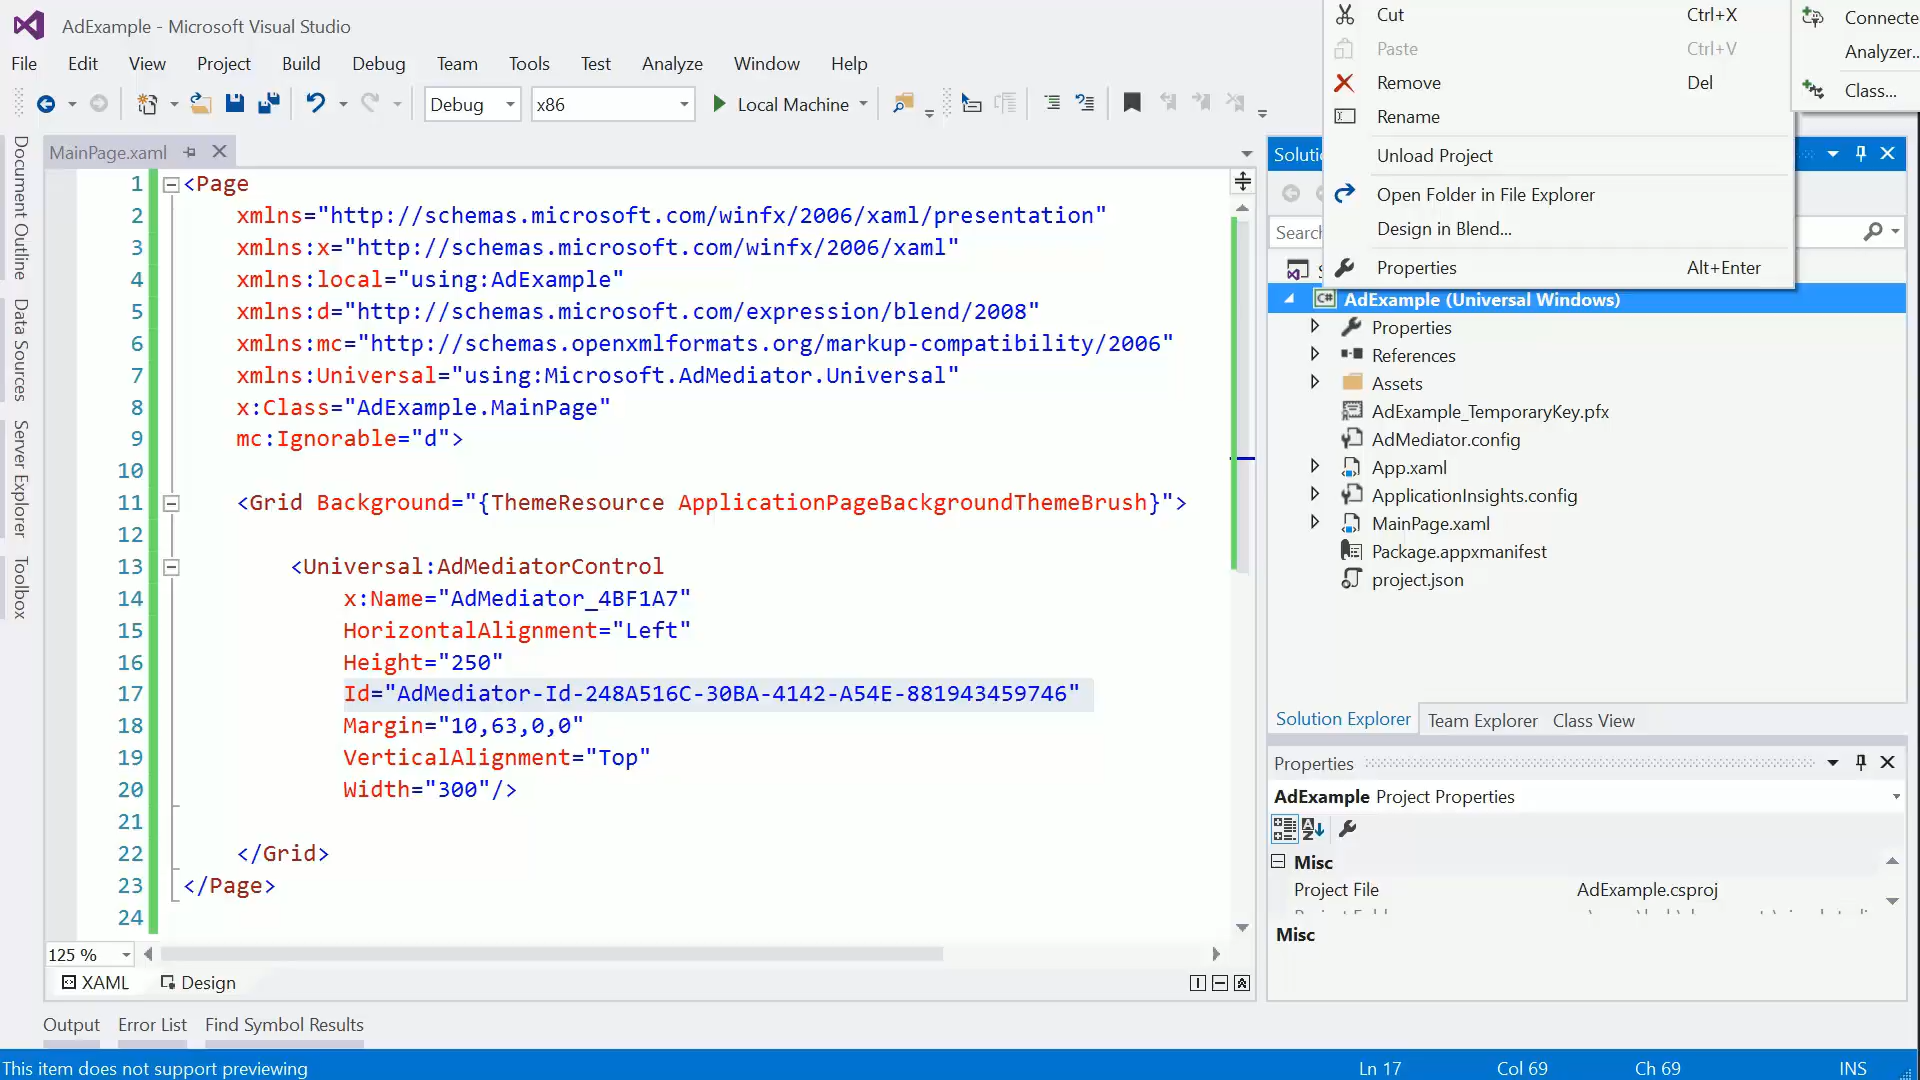 AdExample - Microsoft Visual Studio
File Edit View Project Build Debug Team Tools Test Analyze Window Help
Debug x86 Local Machine
Document Outline
Data Sources
Server Explorer
Toolbox
MainPage.xaml
1 <Page
2 xmlns="http://schemas.microsoft.com/winfx/2006/xaml/presentation"
3 xmlns:x="http://schemas.microsoft.com/winfx/2006/xaml"
4 xmlns:local="using:AdExample"
5 xmlns:d="http://schemas.microsoft.com/expression/blend/2008"
6 xmlns:mc="http://schemas.openxmlformats.org/markup-compatibility/2006"
7 xmlns:Universal="using:Microsoft.AdMediator.Universal"
8 x:Class="AdExample.MainPage"
9 mc:Ignorable="d">
10
11 <Grid Background="{ThemeResource ApplicationPageBackgroundThemeBrush}">
12
13 <Universal:AdMediatorControl
14 x:Name="AdMediator_4BF1A7"
15 HorizontalAlignment="Left"
16 Height="250"
17 Id="AdMediator-Id-248A516C-30BA-4142-A54E-881943459746"
18 Margin="10,63,0,0"
19 VerticalAlignment="Top"
20 Width="300"/>
21
22 </Grid>
23 </Page>
24
125 %
XAML Design
Output Error List Find Symbol Results
Cut Ctrl+X
Paste Ctrl+V
Remove Del
Rename
Unload Project
Open Folder in File Explorer
Design in Blend...
Properties Alt+Enter
Connecte
Analyzer...
Class...
Soluti
Search
AdExample (Universal Windows)
Properties
References
Assets
AdExample_TemporaryKey.pfx
AdMediator.config
App.xaml
ApplicationInsights.config
MainPage.xaml
Package.appxmanifest
project.json
Solution Explorer Team Explorer Class View
Properties
AdExample Project Properties
Misc
Project File AdExample.csproj
Misc
This item does not support previewing Ln 17 Col 69 Ch 69 INS